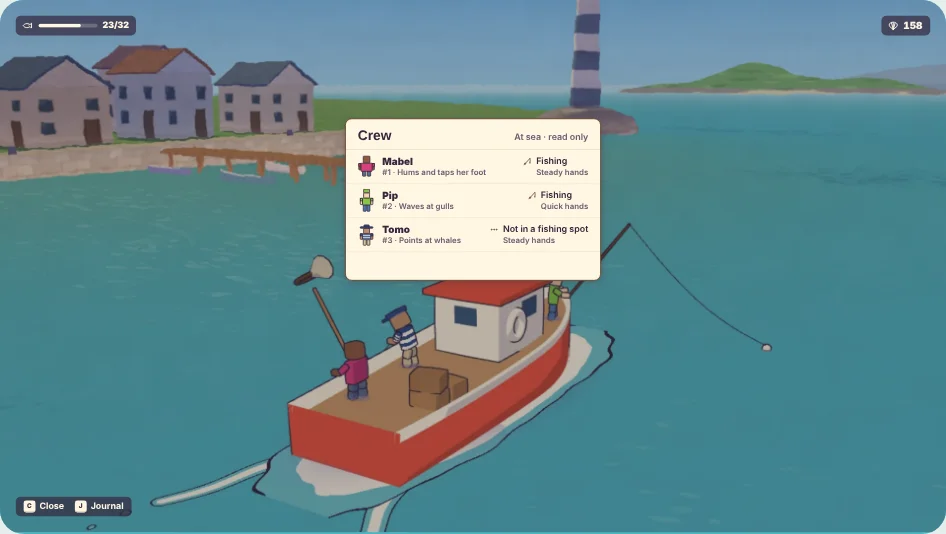 23/32
158
Crew
At sea · read only
Mabel
Fishing
#1 · Hums and taps her foot
Steady hands
Pip
Fishing
#2 · Waves at gulls
Quick hands
Tomo
Not in a fishing spot
#3 · Points at whales
Steady hands
C Close J Journal